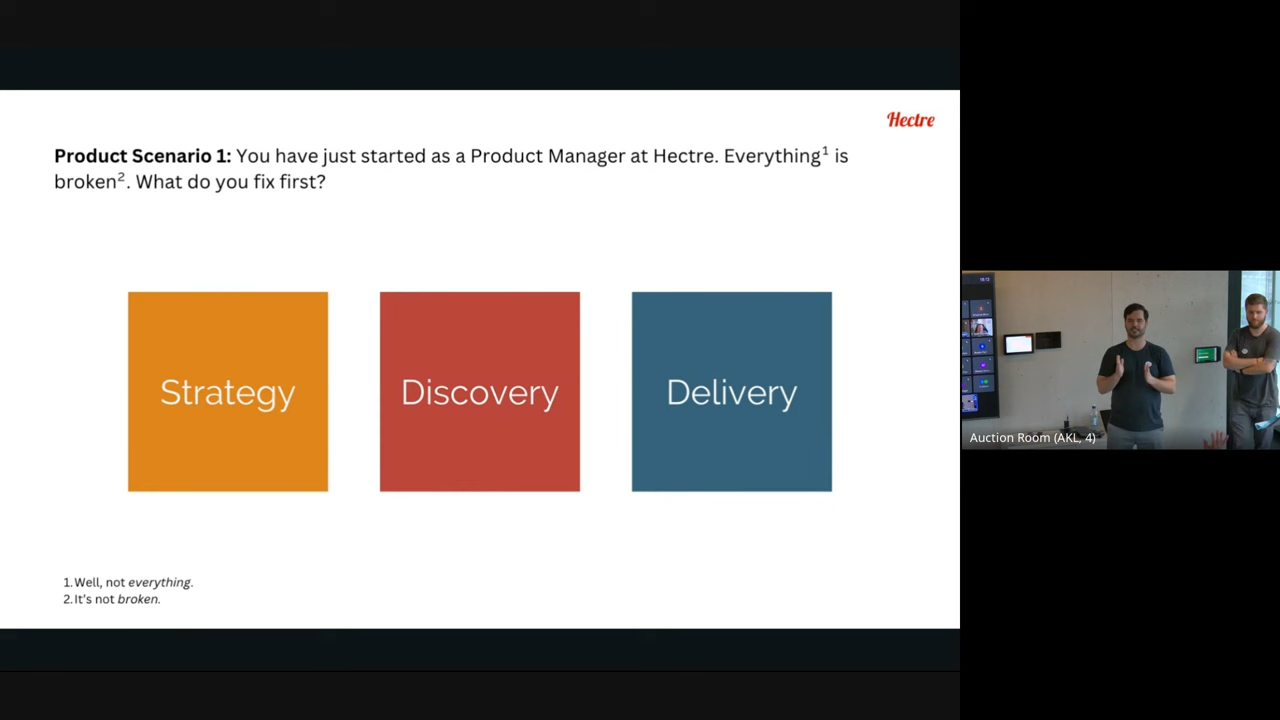 Hectre
Product Scenario 1: You have just started as a Product Manager at Hectre. Everything¹ is
broken². What do you fix first?
Strategy
Discovery
Delivery
1. Well, not everything.
2. It's not broken.
Auction Room (AKL, 4)